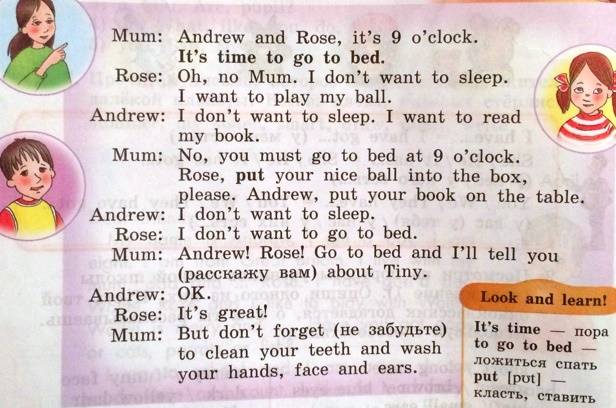 Mum: Andrew and Rose, it's 9 o'clock.
It's time to go to bed.
Rose: Oh, no Mum. I don't want to sleep.
I want to play my ball.
Andrew: I don't want to sleep. I want to read
my book.
Mum: No, you must go to bed at 9 o'clock.
Rose, put your nice ball into the box,
please. Andrew, put your book on the table.
Andrew: I don't want to sleep.
Rose: I don't want to go to bed.
Mum: Andrew! Rose! Go to bed and I'll tell you
(расскажу вам) about Tiny.
Andrew: OK.
Rose: It's great!
Mum: But don't forget (не забудьте)
to clean your teeth and wash
your hands, face and ears.
Look and learn!
It's time — пора
to go to bed —
ложиться спать
put [pʊt] —
класть, ставить